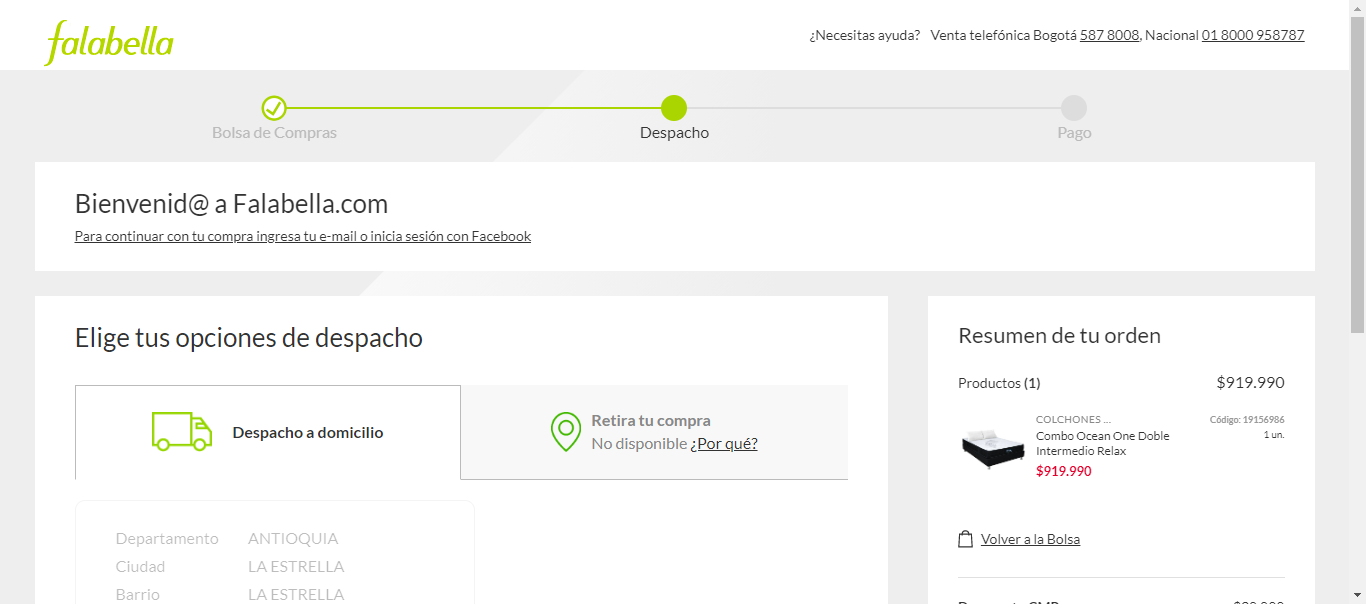 falabella
¿Necesitas ayuda? Venta telefónica Bogotá 587 8008, Nacional 01 8000 958787
Bolsa de Compras
Despacho
Pago
Bienvenid@ a Falabella.com
Para continuar con tu compra ingresa tu e-mail o inicia sesión con Facebook
Elige tus opciones de despacho
Despacho a domicilio
Retira tu compra
No disponible ¿Por qué?
Departamento ANTIOQUIA
Ciudad LA ESTRELLA
Barrio LA ESTRELLA
Resumen de tu orden
Productos (1) $919.990
COLCHONES ... Código: 19156986
Combo Ocean One Doble 1 un.
Intermedio Relax
$919.990
Volver a la Bolsa